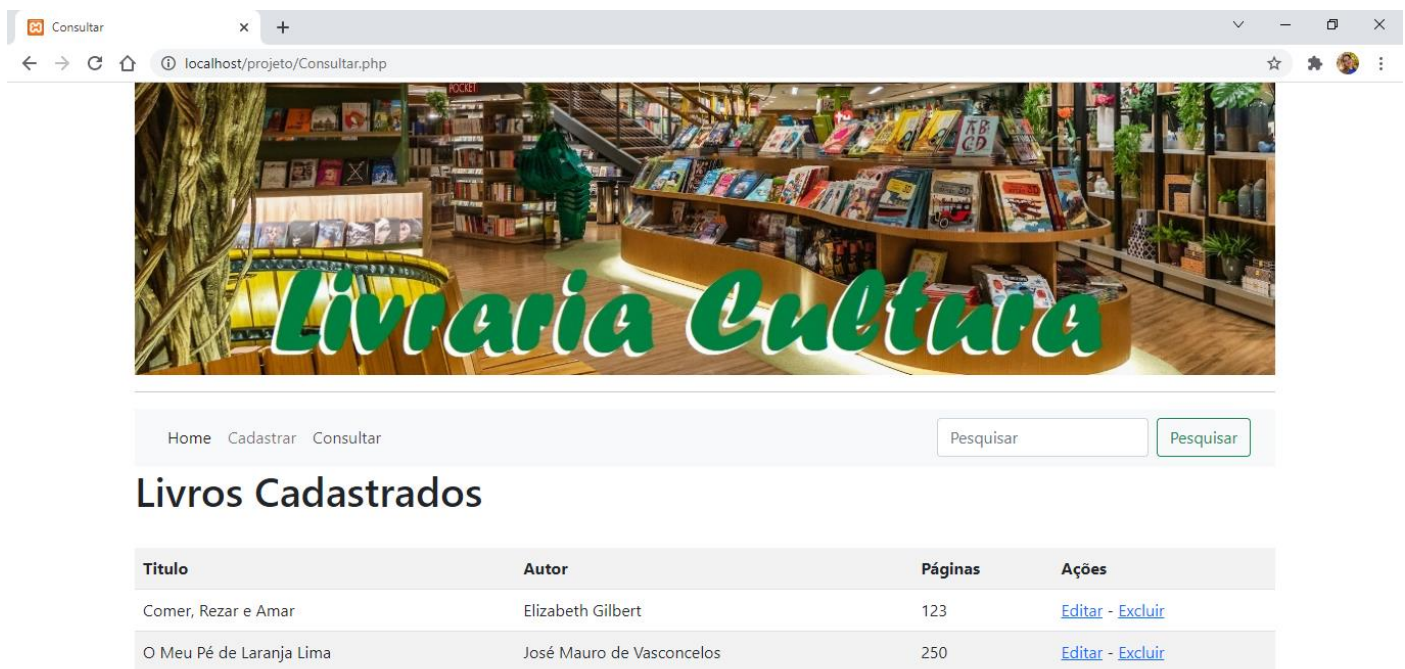 Consultar
localhost/projeto/Consultar.php
POCKET
Livraria Cultura
Home Cadastrar Consultar Pesquisar Pesquisar
Livros Cadastrados
Titulo Autor Páginas Ações
Comer, Rezar e Amar Elizabeth Gilbert 123 Editar - Excluir
O Meu Pé de Laranja Lima José Mauro de Vasconcelos 250 Editar - Excluir